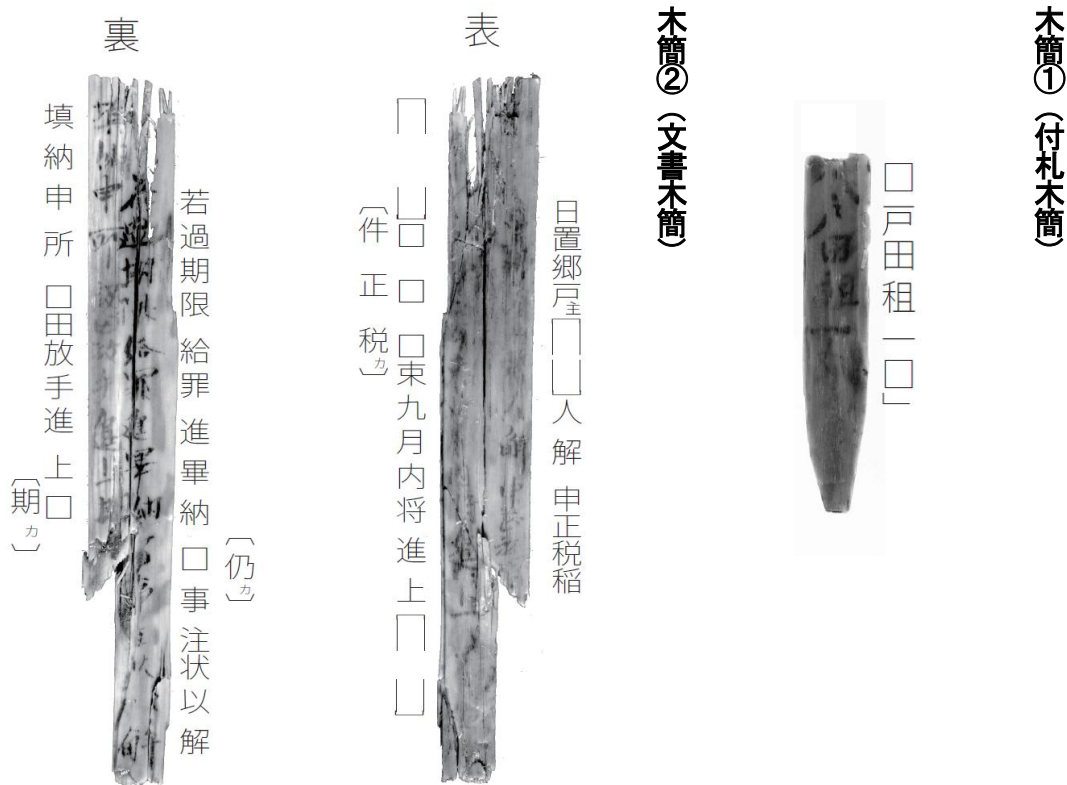 木簡①(付札木簡)
□戸田租一□」
木簡②(文書木簡)
表
日置郷戸主[ ]人解 申正税稲
[ ]□□□束九月内将進上[ ]
〔件正税ヵ〕
裏
〔仍ヵ〕
若過期限 給罪進畢納□事注状以解
填納申所 □田放手進上□
〔期ヵ〕